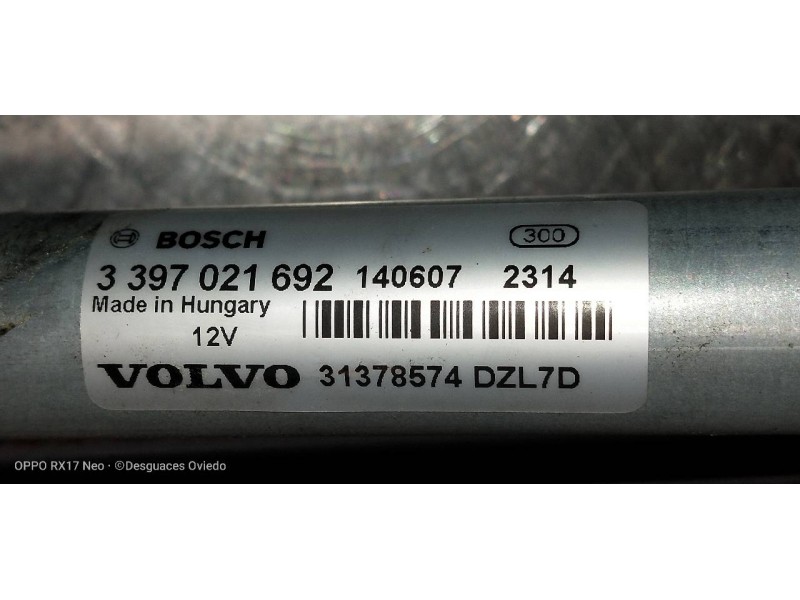 BOSCH 300
3 397 021 692 140607 2314
Made in Hungary
12V
VOLVO 31378574 DZL7D
OPPO RX17 Neo · ©Desguaces Oviedo